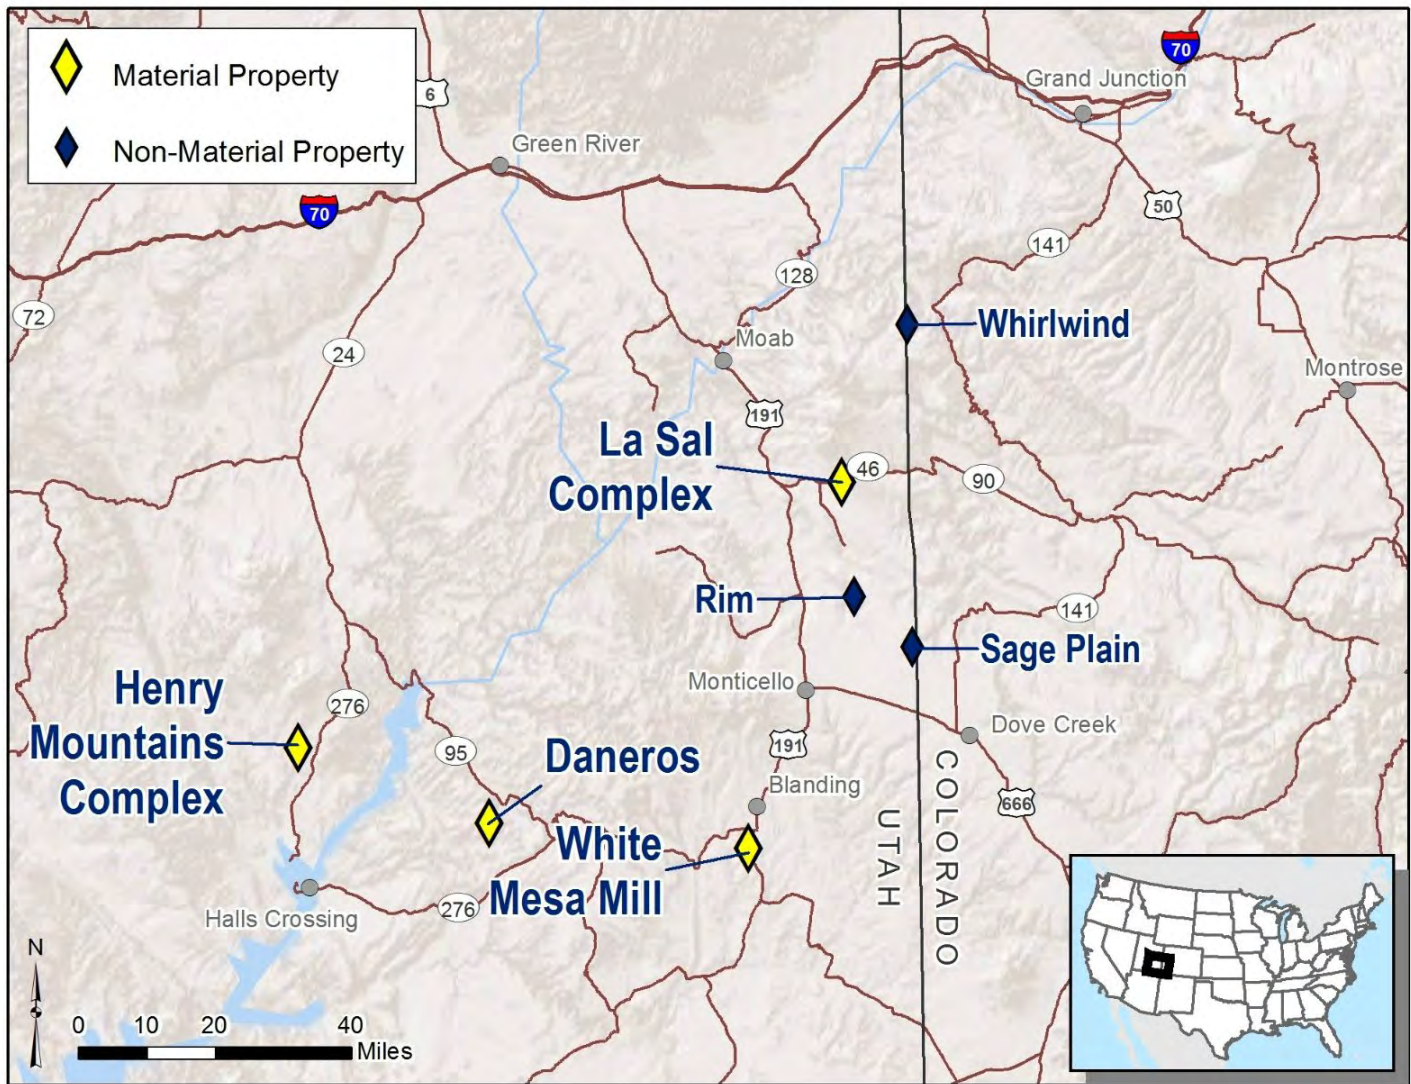 Material Property
Non-Material Property
6
70
Grand Junction
Green River
70
50
141
128
72
24
Whirlwind
Moab
Montrose
191
La Sal
Complex
46
90
Rim
141
Sage Plain
Monticello
Henry
Mountains
Complex
276
95
Daneros
191
Dove Creek
Blanding
666
UTAH
COLORADO
White
Mesa Mill
Halls Crossing
276
N
0 10 20 40
Miles